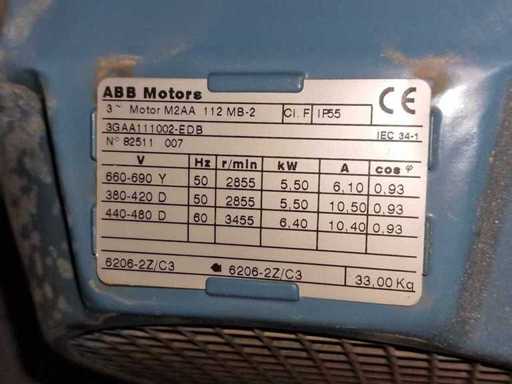 ABB Motors
CE
3~ Motor M2AA 112 MB-2 Cl. F IP55
3GAA111002-EDB IEC 34-1
N° 82511 007
V Hz r/min kW A cos φ
660-690 Y 50 2855 5,50 6,10 0.93
380-420 D 50 2855 5,50 10,50 0.93
440-480 D 60 3455 6,40 10,40 0.93
6206-2Z/C3 6206-2Z/C3 33,00 Kg